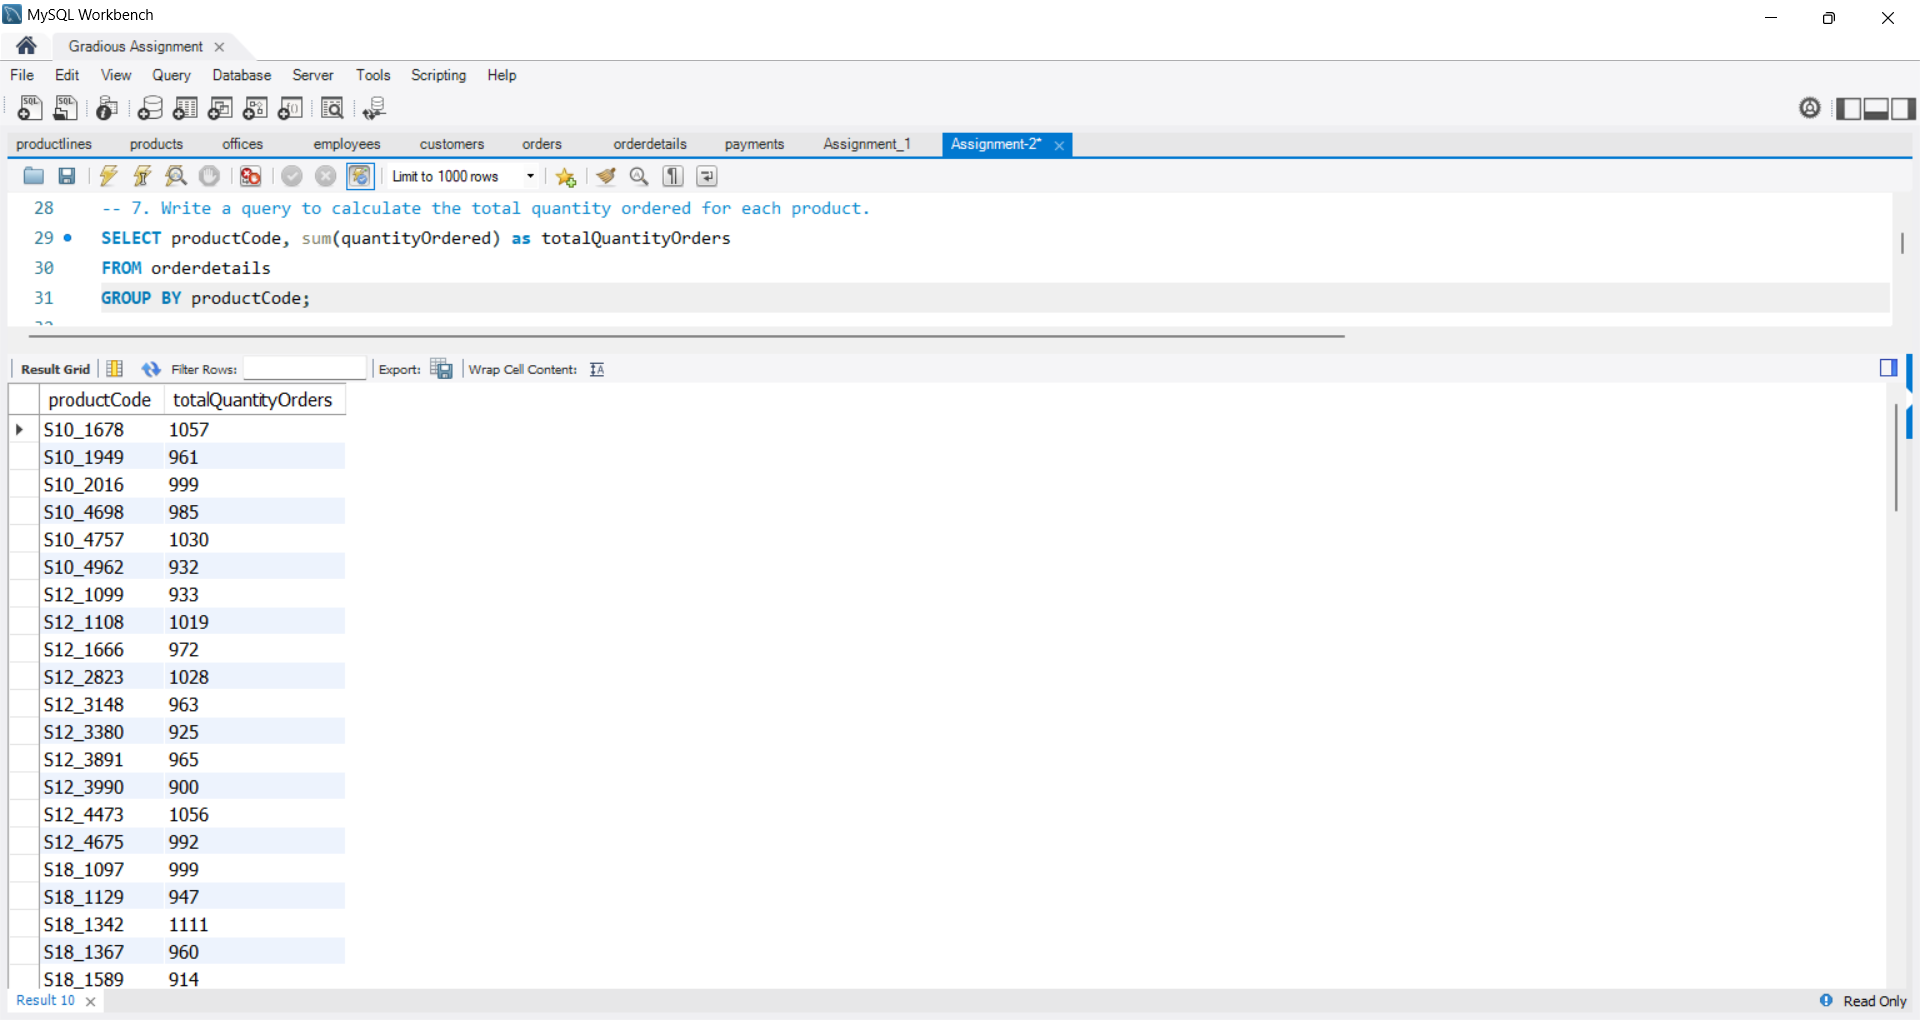 MySQL Workbench
Gradious Assignment
File Edit View Query Database Server Tools Scripting Help
productlines products offices employees customers orders orderdetails payments Assignment_1 Assignment-2*
Limit to 1000 rows
28 -- 7. Write a query to calculate the total quantity ordered for each product.
29 SELECT productCode, sum(quantityOrdered) as totalQuantityOrders
30 FROM orderdetails
31 GROUP BY productCode;
Result Grid Filter Rows: Export: Wrap Cell Content:
productCode totalQuantityOrders
S10_1678 1057
S10_1949 961
S10_2016 999
S10_4698 985
S10_4757 1030
S10_4962 932
S12_1099 933
S12_1108 1019
S12_1666 972
S12_2823 1028
S12_3148 963
S12_3380 925
S12_3891 965
S12_3990 900
S12_4473 1056
S12_4675 992
S18_1097 999
S18_1129 947
S18_1342 1111
S18_1367 960
S18_1589 914
Result 10 Read Only